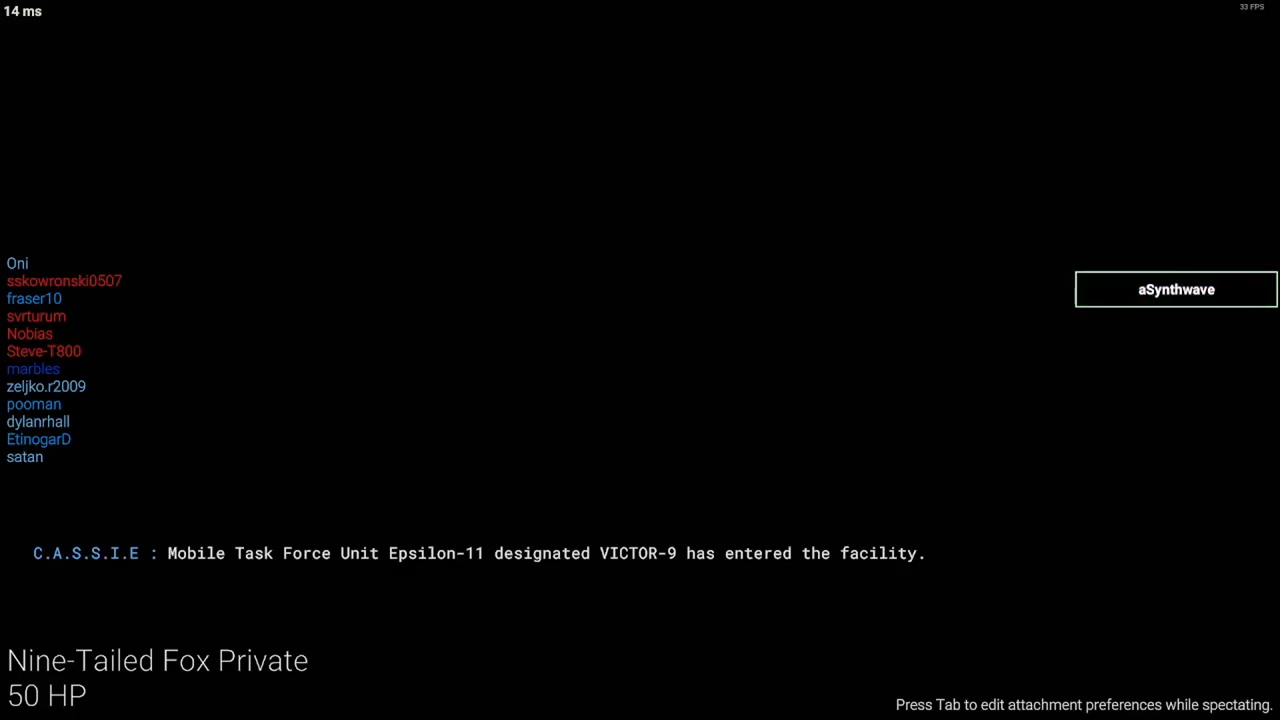 14 ms
33 FPS
Oni
sskowronski0507
fraser10
svrturum
Nobias
Steve-T800
marbles
zeljko.r2009
pooman
dylanrhall
EtinogarD
satan
aSynthwave
C.A.S.S.I.E : Mobile Task Force Unit Epsilon-11 designated VICTOR-9 has entered the facility.
Nine-Tailed Fox Private
50 HP
Press Tab to edit attachment preferences while spectating.